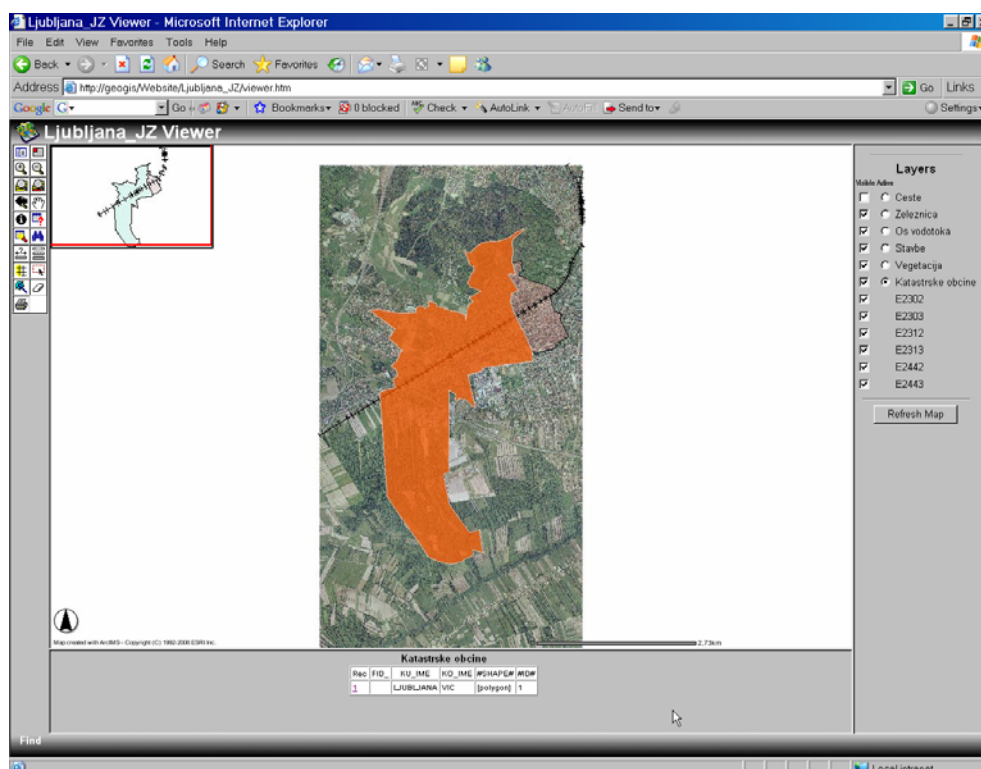 Ljubljana_JZ Viewer - Microsoft Internet Explorer
File Edit View Favorites Tools Help
Back Search Favorites
Address http://geogis/Website/Ljubljana_JZ/viewer.htm Go Links
Google G Go Bookmarks 0 blocked Check AutoLink AutoFill Send to Settings
Ljubljana_JZ Viewer
Layers
Visible Active
Ceste
Zeleznica
Os vodotoka
Stavbe
Vegetacija
Katastrske obcine
E2302
E2303
E2312
E2313
E2442
E2443
Refresh Map
Map created with ArcIMS - Copyright (C) 1992-2006 ESRI Inc.
2.73km
Katastrske obcine
Rec FID_ KU_IME KO_IME #SHAPE# #ID#
1 LJUBLJANA VIC [polygon] 1
Find
Local intranet